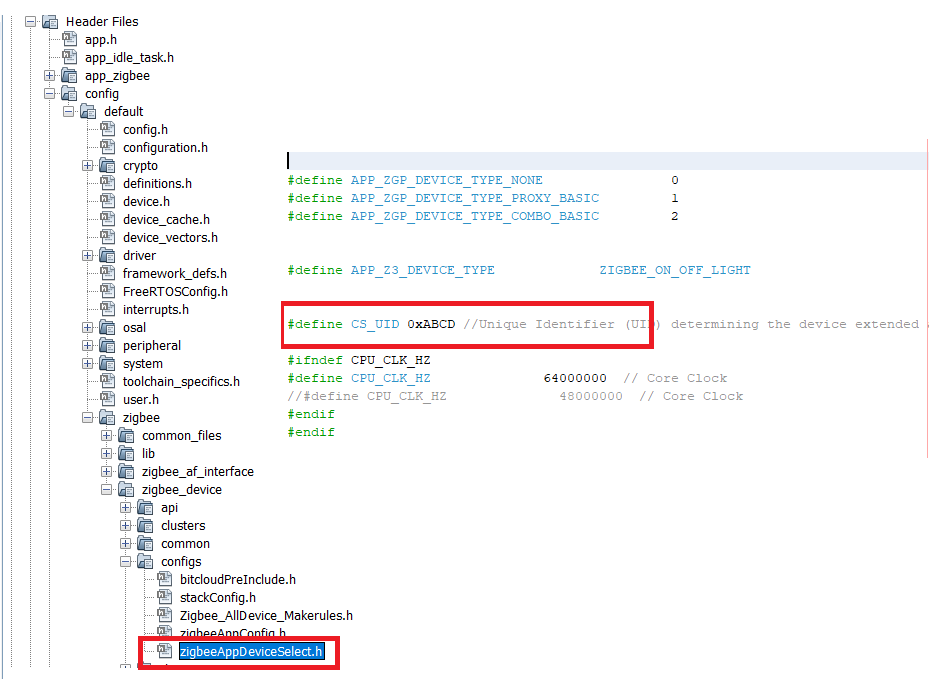 Header Files
app.h
app_idle_task.h
app_zigbee
config
default
config.h
configuration.h
crypto
definitions.h
device.h
device_cache.h
device_vectors.h
driver
framework_defs.h
FreeRTOSConfig.h
interrupts.h
osal
peripheral
system
toolchain_specifics.h
user.h
zigbee
common_files
lib
zigbee_af_interface
zigbee_device
api
clusters
common
configs
bitcloudPreInclude.h
stackConfig.h
Zigbee_AllDevice_Makerules.h
zigbeeAppConfig.h
zigbeeAppDeviceSelect.h
#define APP_ZGP_DEVICE_TYPE_NONE 0
#define APP_ZGP_DEVICE_TYPE_PROXY_BASIC 1
#define APP_ZGP_DEVICE_TYPE_COMBO_BASIC 2
#define APP_Z3_DEVICE_TYPE ZIGBEE_ON_OFF_LIGHT
#define CS_UID 0xABCD //Unique Identifier (UID) determining the device extended
#ifndef CPU_CLK_HZ
#define CPU_CLK_HZ 64000000 // Core Clock
//#define CPU_CLK_HZ 48000000 // Core Clock
#endif
#endif